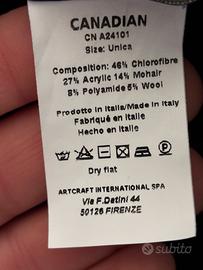 CANADIAN
CN A24101
Size: Unica
Composition: 46% Chlorofibre
27% Acrylic 14% Mohair
8% Polyamide 5% Wool
Prodotto in Italia/Made in Italy
Fabriqué en Italie
Hecho en Italia
Dry flat
ARTCRAFT INTERNATIONAL SPA
Via F.Datini 44
50126 FIRENZE
subito